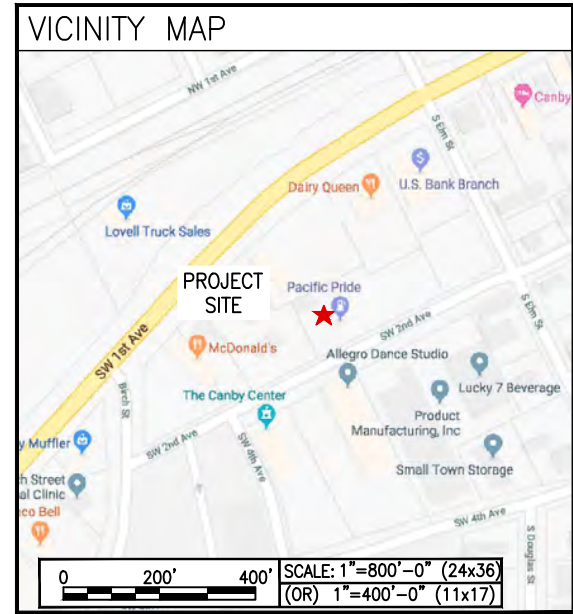 VICINITY MAP
NW 1st Ave
Canby
S Elm St
Dairy Queen
U.S. Bank Branch
Lovell Truck Sales
PROJECT
SITE
Pacific Pride
S Elm St
SW 1st Ave
McDonald's
SW 2nd Ave
Allegro Dance Studio
Birch St
The Canby Center
Lucky 7 Beverage
Product
Manufacturing, Inc
y Muffler
SW 2nd Ave
SW 4th Ave
Small Town Storage
h Street
al Clinic
co Bell
SW 4th Ave
S Douglas St
0 200' 400'
SCALE: 1"=800'-0" (24x36)
(OR) 1"=400'-0" (11x17)